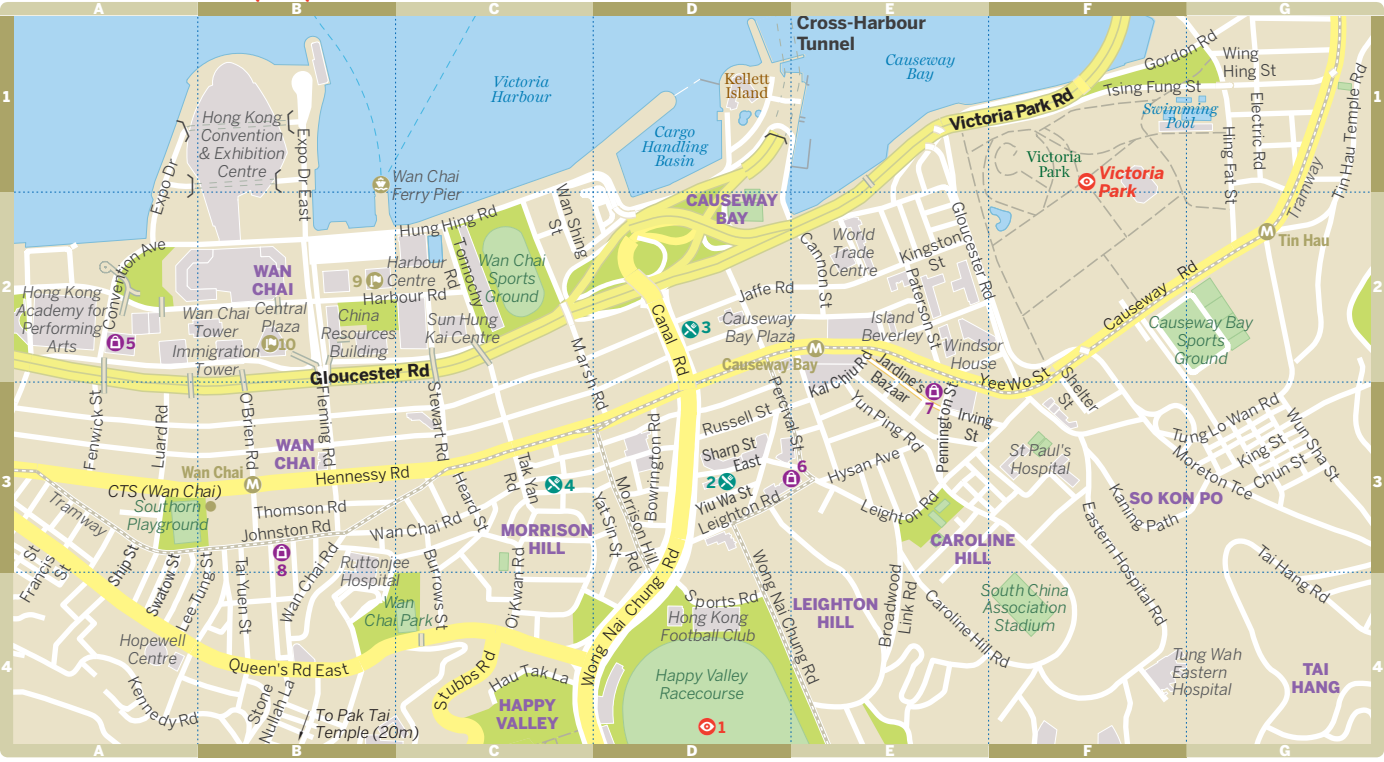 A B C D E F G
1
1
2
2
3
3
4
4
A B C D E F G
Cross-Harbour
Tunnel
Victoria
Harbour
Causeway
Bay
Kellett
Island
Cargo
Handling
Basin
Gordon Rd
Wing
Hing St
Tsing Fung St
Victoria Park Rd
Swimming
Pool
Electric Rd
Hing Fat St
Tin Hau Temple Rd
Tramway
Victoria
Park
Victoria
Park
Hong Kong
Convention
& Exhibition
Centre
Expo Dr
Expo Dr East
Wan Chai
Ferry Pier
CAUSEWAY
BAY
Wan Shing
St
Hung Hing Rd
Tonnochy
Rd
Wan Chai
Sports
Ground
Harbour
Centre
9
Harbour Rd
Convention Ave
WAN
CHAI
Hong Kong
Academy for
Performing
Arts
5
Wan Chai
Tower
Central
Plaza
10
Immigration
Tower
China
Resources
Building
Sun Hung
Kai Centre
Gloucester Rd
Cannon St
World
Trade
Centre
Kingston
St
Gloucester Rd
Paterson St
Jaffe Rd
Causeway
Bay Plaza
Island
Beverley
Windsor
House
Causeway Bay
3
Canal Rd
Marsh Rd
Tin Hau
Causeway Rd
Causeway Bay
Sports
Ground
Yee Wo St
Shelter
St
Kai Chiu Rd
Jardine's
Bazaar
7
Irving
St
Pennington St
Yun Ping Rd
Percival St
Russell St
Sharp St
East
2
6
Yiu Wa St
Leighton Rd
Hysan Ave
Leighton Rd
Bowrington Rd
Fenwick St
Luard Rd
O'Brien Rd
Fleming Rd
Stewart Rd
WAN
CHAI
Wan Chai
Hennessy Rd
CTS (Wan Chai)
Southern
Playground
Thomson Rd
Johnston Rd
Tramway
8
Tak Yan
Rd
4
Heard St
Wan Chai Rd
MORRISON
HILL
Yat Sin St
Morrison Hill
Rd
St Paul's
Hospital
Tung Lo Wan Rd
Moreton Tce
King St
Chun St
Wun Sha St
SO KON PO
Kaning Path
Eastern Hospital Rd
CAROLINE
HILL
Tai Hang Rd
St
Francis
St
Ship St
Swatow St
Lee Tung St
Tai Yuen St
Wan Chai Rd
Ruttonjee
Hospital
Wan
Chai Park
Burrows St
Oi Kwan Rd
Hopewell
Centre
Queen's Rd East
Kennedy Rd
Stone
Nullah La
To Pak Tai
Temple (20m)
Stubbs Rd
Hau Tak La
HAPPY
VALLEY
Wong Nai Chung Rd
Sports Rd
Hong Kong
Football Club
Happy Valley
Racecourse
1
Wong Nai Chung Rd
LEIGHTON
HILL
Broadwood
Link Rd
Caroline Hill Rd
South China
Association
Stadium
Tung Wah
Eastern
Hospital
TAI
HANG